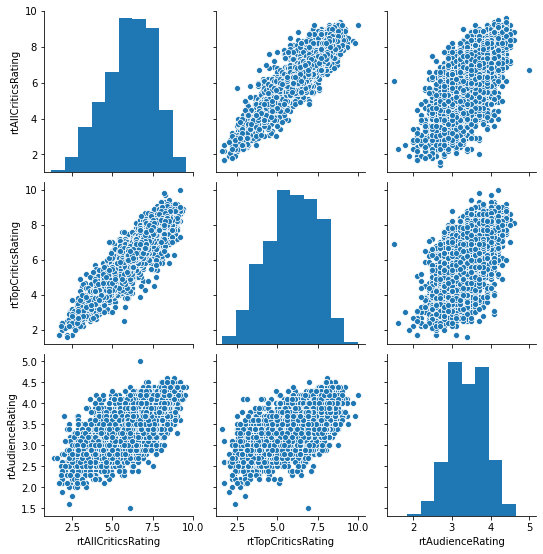 10
8
6
4
2
rtAllCriticsRating
10
8
6
4
2
rtTopCriticsRating
5.0
4.5
4.0
3.5
3.0
2.5
2.0
1.5
rtAudienceRating
2.5 5.0 7.5 10.0
rtAllCriticsRating
2.5 5.0 7.5 10.0
rtTopCriticsRating
2 3 4 5
rtAudienceRating